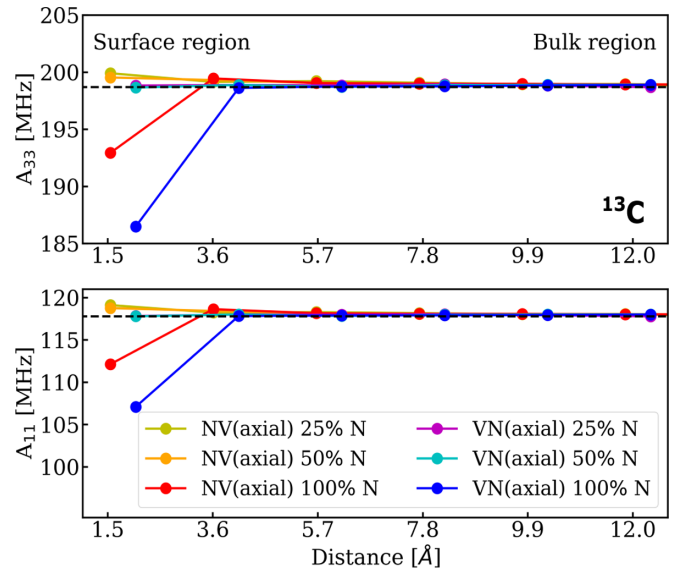 205
Surface region Bulk region
200
195
190
A₃₃ [MHz]
¹³C
185
1.5 3.6 5.7 7.8 9.9 12.0
120
115
110
105
100
A₁₁ [MHz]
NV(axial) 25% N VN(axial) 25% N
NV(axial) 50% N VN(axial) 50% N
NV(axial) 100% N VN(axial) 100% N
1.5 3.6 5.7 7.8 9.9 12.0
Distance [Å]